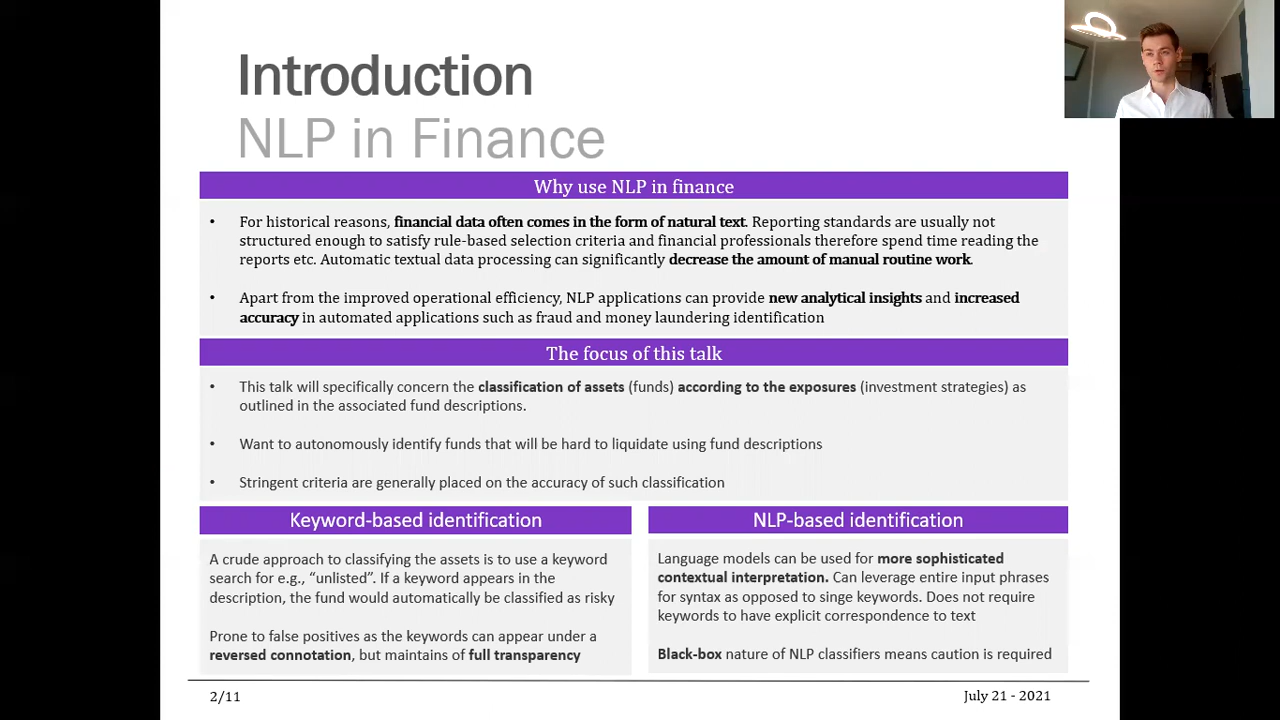 Introduction
NLP in Finance
Why use NLP in finance
• For historical reasons, financial data often comes in the form of natural text. Reporting standards are usually not
structured enough to satisfy rule-based selection criteria and financial professionals therefore spend time reading the
reports etc. Automatic textual data processing can significantly decrease the amount of manual routine work.
• Apart from the improved operational efficiency, NLP applications can provide new analytical insights and increased
accuracy in automated applications such as fraud and money laundering identification
The focus of this talk
• This talk will specifically concern the classification of assets (funds) according to the exposures (investment strategies) as
outlined in the associated fund descriptions.
• Want to autonomously identify funds that will be hard to liquidate using fund descriptions
• Stringent criteria are generally placed on the accuracy of such classification
Keyword-based identification
A crude approach to classifying the assets is to use a keyword
search for e.g., “unlisted”. If a keyword appears in the
description, the fund would automatically be classified as risky
Prone to false positives as the keywords can appear under a
reversed connotation, but maintains of full transparency
NLP-based identification
Language models can be used for more sophisticated
contextual interpretation. Can leverage entire input phrases
for syntax as opposed to singe keywords. Does not require
keywords to have explicit correspondence to text
Black-box nature of NLP classifiers means caution is required
2/11
July 21 - 2021